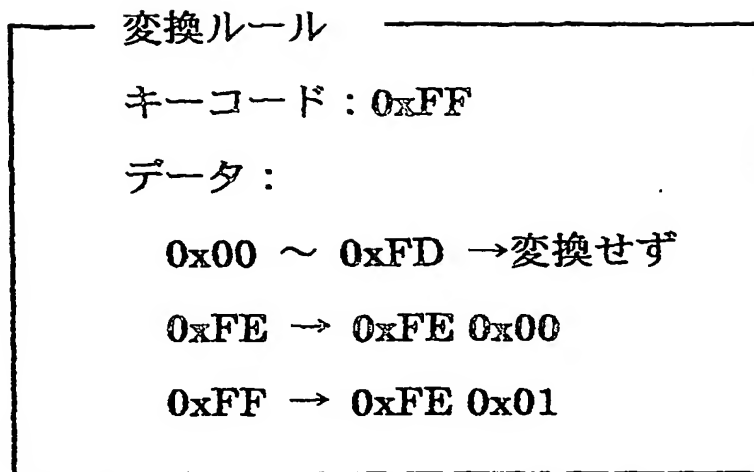 変換ルール
キーコード：0xFF
データ：
0x00 ～ 0xFD →変換せず
0xFE → 0xFE 0x00
0xFF → 0xFE 0x01